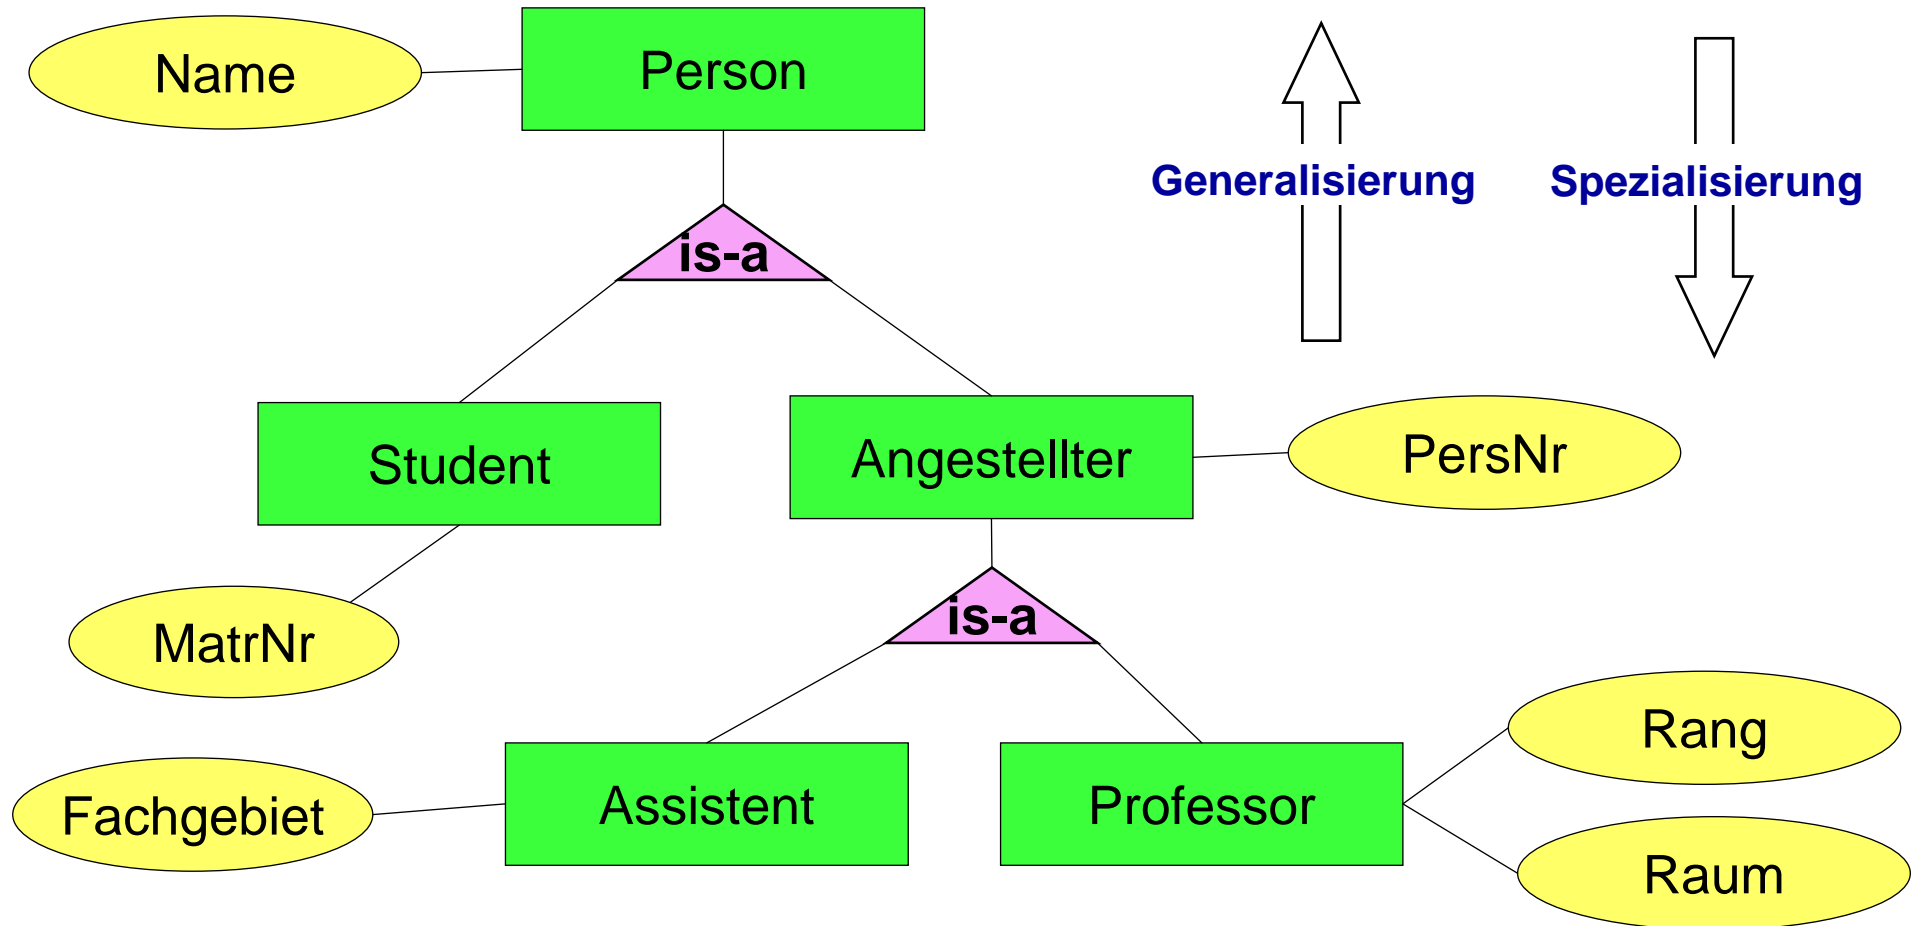 Name
Person
Generalisierung
Spezialisierung
is-a
Student
Angestellter
PersNr
is-a
MatrNr
Rang
Fachgebiet
Assistent
Professor
Raum